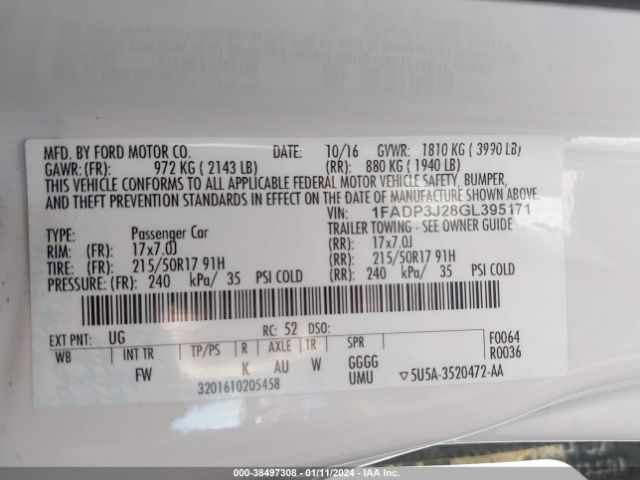 MFD. BY FORD MOTOR CO. DATE: 10/16 GVWR: 1810 KG ( 3990 LB)
GAWR: (FR): 972 KG ( 2143 LB) (RR): 880 KG ( 1940 LB)
THIS VEHICLE CONFORMS TO ALL APPLICABLE FEDERAL MOTOR VEHICLE SAFETY, BUMPER,
AND THEFT PREVENTION STANDARDS IN EFFECT ON THE DATE OF MANUFACTURE SHOWN ABOVE.
VIN: 1FADP3J28GL395171
TYPE: Passenger Car TRAILER TOWING - SEE OWNER GUIDE
RIM: (FR): 17x7.0J (RR): 17x7.0J
TIRE: (FR): 215/50R17 91H (RR): 215/50R17 91H
PRESSURE: (FR): 240 kPa/ 35 PSI COLD (RR): 240 kPa/ 35 PSI COLD
EXT PNT: UG RC: 52 DSO: F0064
WB INT TR TP/PS R AXLE TR SPR R0036
FW K AU W GGGG
UMU
3201610205458 ▽5U5A-3520472-AA
000-38497308 - 01/11/2024 - IAA Inc.